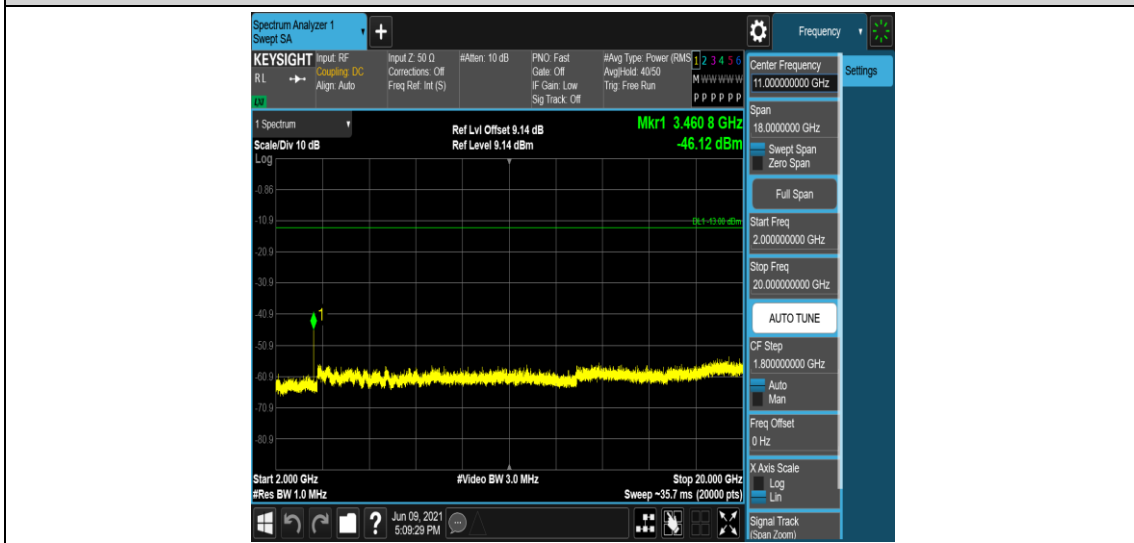 Spectrum Analyzer 1
Swept SA
+
Frequency
KEYSIGHT
RL
Input: RF
Coupling: DC
Align: Auto
Input Z: 50 Ω
Corrections: Off
Freq Ref: Int (S)
#Atten: 10 dB
PNO: Fast
Gate: Off
IF Gain: Low
Sig Track: Off
#Avg Type: Power (RMS
Avg|Hold: 40/50
Trig: Free Run
1 2 3 4 5 6
M W W W W W
P P P P P P
1 Spectrum
Scale/Div 10 dB
Log
Ref Lvl Offset 9.14 dB
Ref Level 9.14 dBm
Mkr1 3.460 8 GHz
-46.12 dBm
-0.86
-10.9
-20.9
-30.9
-40.9
-50.9
-60.9
-70.9
-80.9
DL1 -13.00 dBm
1
Start 2.000 GHz
#Res BW 1.0 MHz
#Video BW 3.0 MHz
Stop 20.000 GHz
Sweep ~35.7 ms (20000 pts)
Center Frequency
11.000000000 GHz
Settings
Span
18.0000000 GHz
Swept Span
Zero Span
Full Span
Start Freq
2.000000000 GHz
Stop Freq
20.000000000 GHz
AUTO TUNE
CF Step
1.800000000 GHz
Auto
Man
Freq Offset
0 Hz
X Axis Scale
Log
Lin
Signal Track
(Span Zoom)
?
Jun 09, 2021
5:09:29 PM